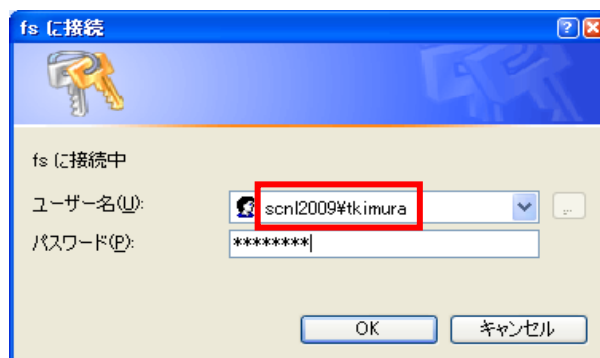 fs に接続
fs に接続中
ユーザー名(U):
scnl2009¥tkimura
...
パスワード(P):
********
OK
キャンセル